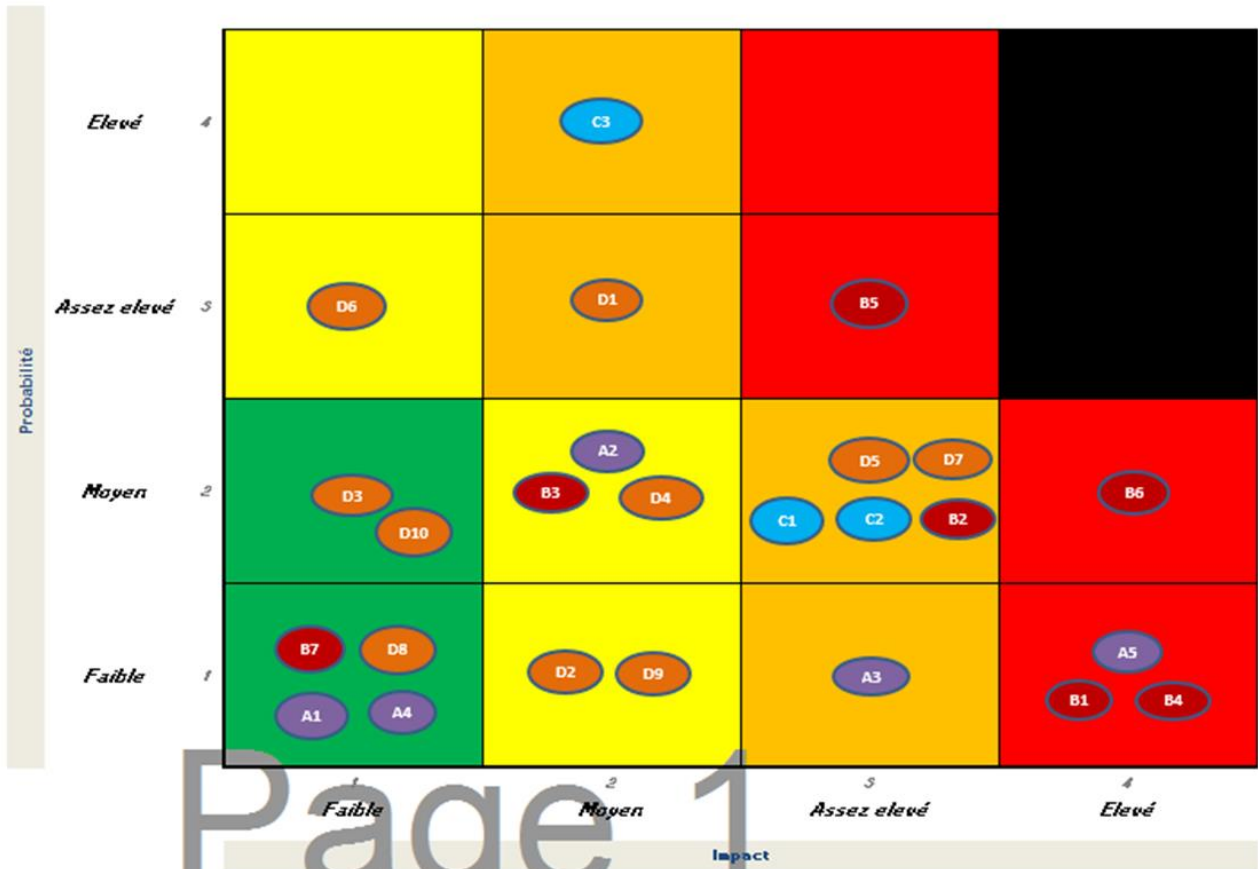 Probabilité
Elevé 4
C3
Assez elevé 3
D6 D1 B5
Moyen 2
A2
D5 D7
D3 B3 D4 B6
D10 C1 C2 B2
Faible 1
B7 D8 A5
D2 D9 A3
A1 A4 B1 B4
1 2 3 4
Faible Moyen Assez elevé Elevé
Impact
Page 1